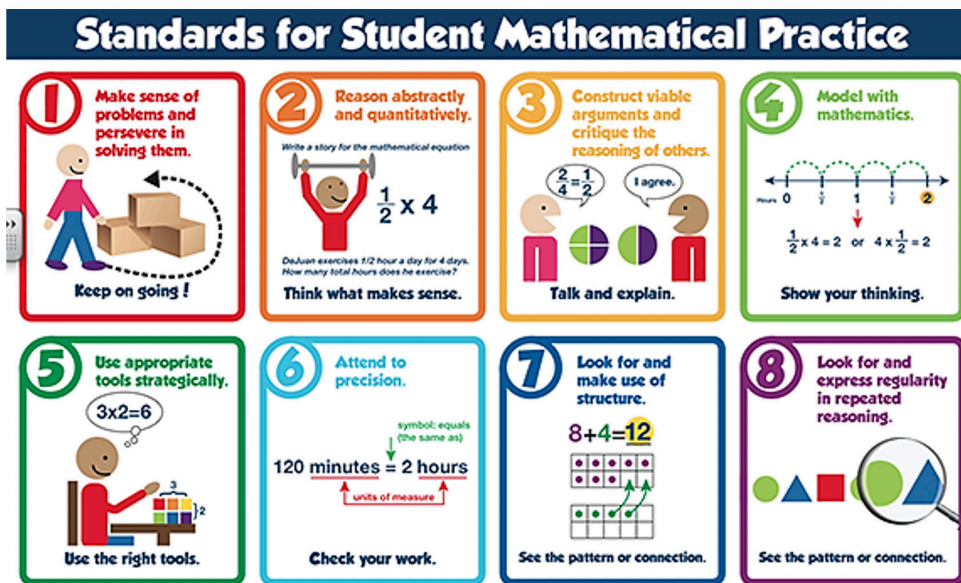 Standards for Student Mathematical Practice
1
Make sense of
problems and
persevere in
solving them.
Keep on going!
2
Reason abstractly
and quantitatively.
Write a story for the mathematical equation
1/2 x 4
DeJuan exercises 1/2 hour a day for 4 days.
How many total hours does he exercise?
Think what makes sense.
3
Construct viable
arguments and
critique the
reasoning of others.
2/4 = 1/2
I agree.
Talk and explain.
4
Model with
mathematics.
Hours 0 1/2 1 1/2 2
1/2 x 4 = 2 or 4 x 1/2 = 2
Show your thinking.
5
Use appropriate
tools strategically.
3x2=6
3
2
Use the right tools.
6
Attend to
precision.
symbol: equals
(the same as)
120 minutes = 2 hours
units of measure
Check your work.
7
Look for and
make use of
structure.
8+4=12
See the pattern or connection.
8
Look for and
express regularity
in repeated
reasoning.
See the pattern or connection.